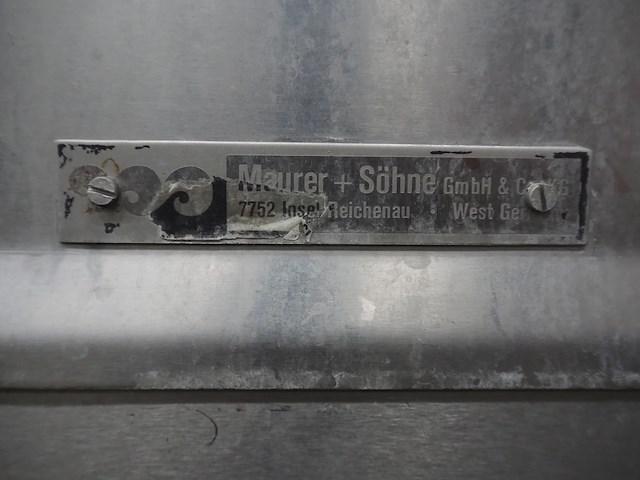 Maurer + Söhne GmbH & C
7752 Insel Reichenau West Ger